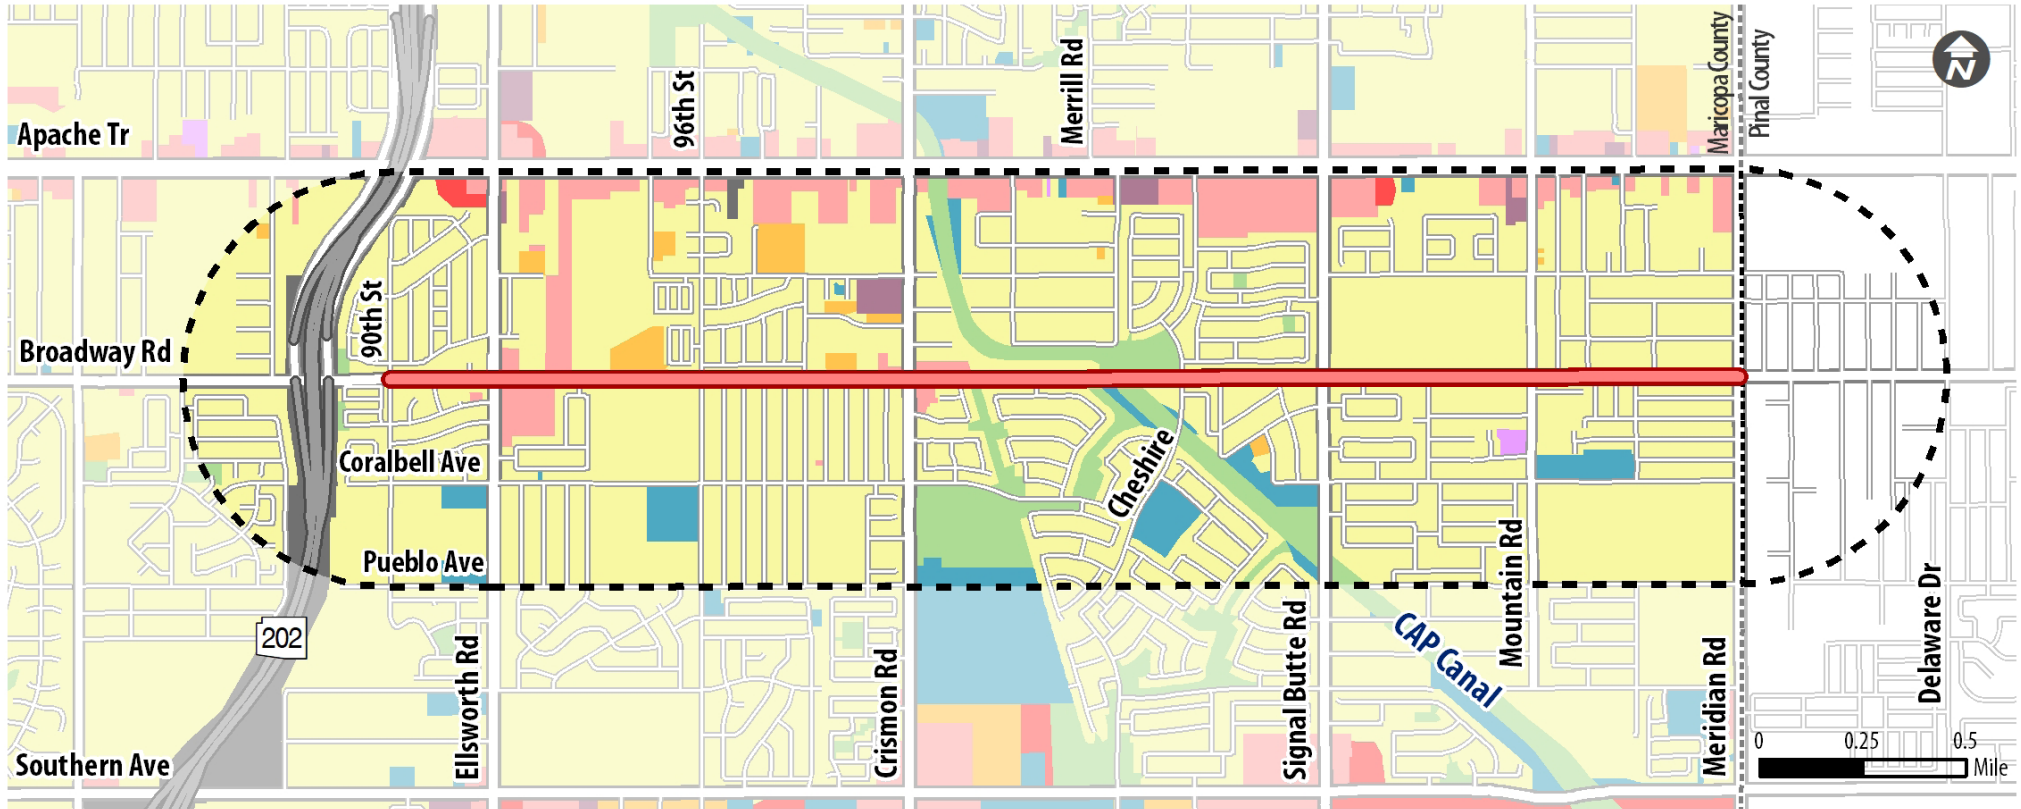 Maricopa County
Pinal County
N
Merrill Rd
96th St
Apache Tr
90th St
Broadway Rd
Coralbell Ave
Cheshire
Pueblo Ave
Mountain Rd
Delaware Dr
202
CAP Canal
Ellsworth Rd
Crismon Rd
Signal Butte Rd
Meridian Rd
0 0.25 0.5
Southern Ave
Mile